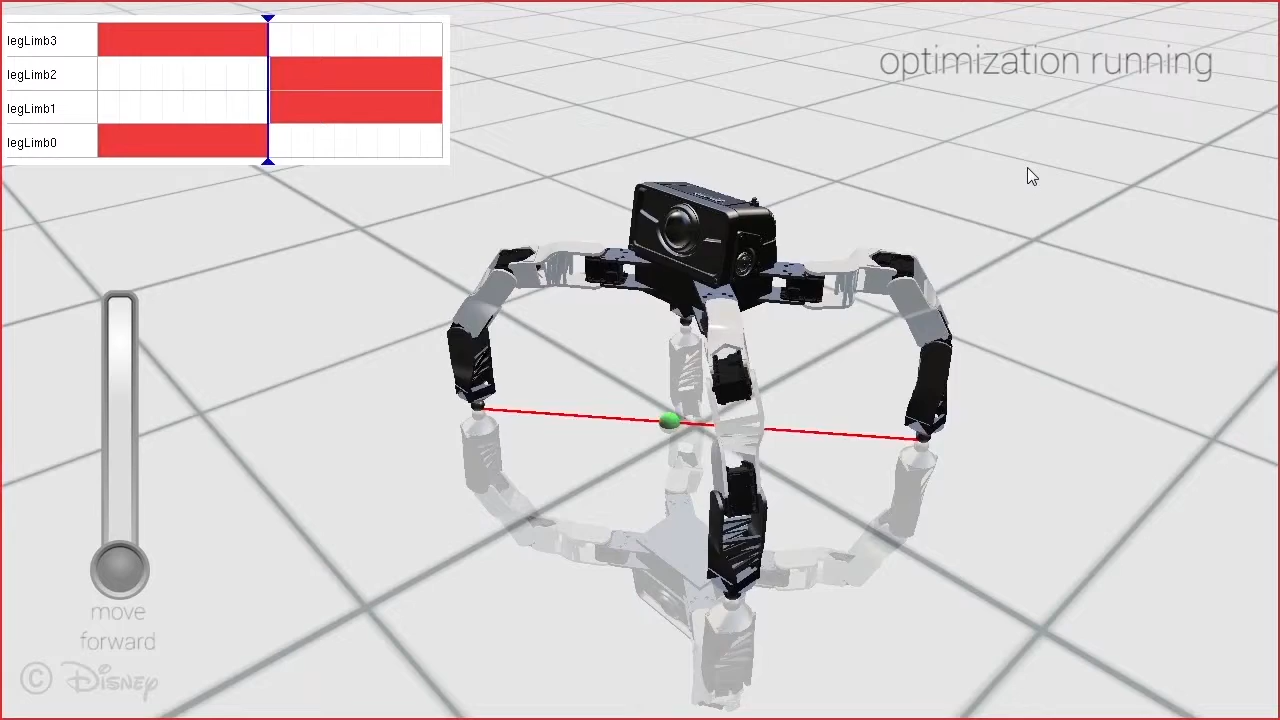 legLimb3
legLimb2
legLimb1
legLimb0
optimization running
move
forward
© Disney